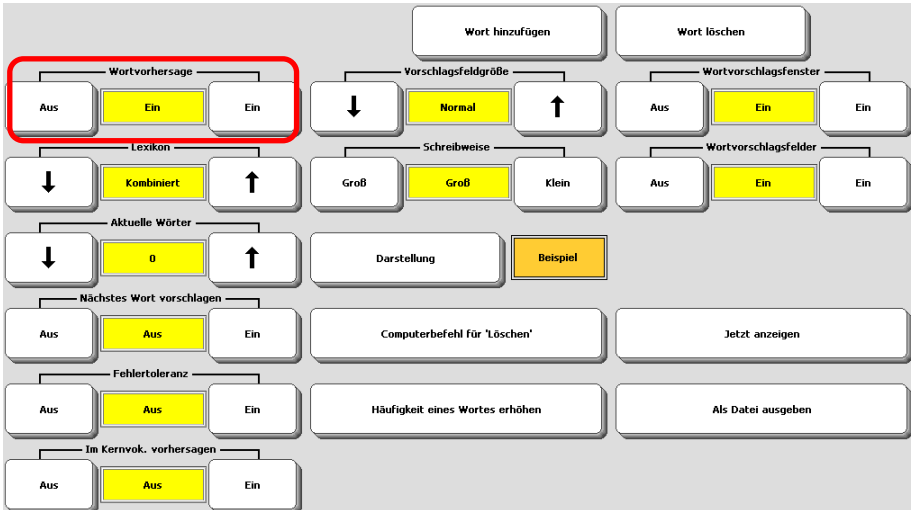 Wort hinzufügen Wort löschen
Wortvorhersage Vorschlagsfeldgröße Wortvorschlagsfenster
Aus Ein Ein ↓ Normal ↑ Aus Ein Ein
Lexikon Schreibweise Wortvorschlagsfelder
↓ Kombiniert ↑ Groß Groß Klein Aus Ein Ein
Aktuelle Wörter
↓ 0 ↑ Darstellung Beispiel
Nächstes Wort vorschlagen
Aus Aus Ein Computerbefehl für 'Löschen' Jetzt anzeigen
Fehlertoleranz
Aus Aus Ein Häufigkeit eines Wortes erhöhen Als Datei ausgeben
Im Kernvok. vorhersagen
Aus Aus Ein